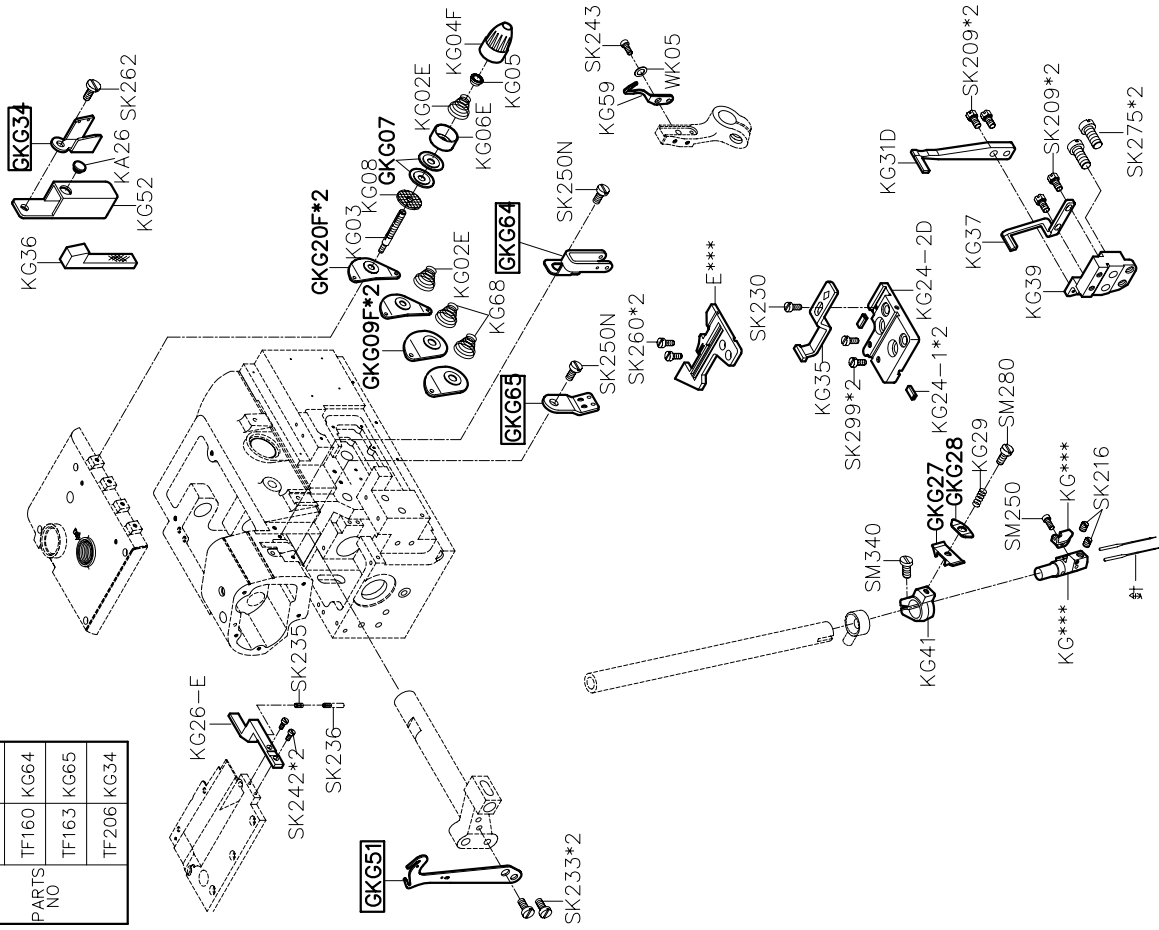 KG36
GKG34
SK262
KA26
KG52
KG04F
KG05
KG02E
KG06E
GKG07
KG08
KG03
GKG20F*2
KG02E
GKG09F*2
KG68
SK243
WK05
KG59
GKG64
SK250N
GKG65
SK250N
SK209*2
KG31D
SK209*2
SK275*2
KG37
KG39
E***
SK260*2
SK230
KG35
KG24-2D
SK299*2
KG24-1*2
GKG27
GKG28
KG29
SM280
SM340
KG41
SM250
KG***
SK216
KG***
針
KG26-E
SK235
SK242*2
SK236
GKG51
SK233*2
PARTS NO
TF160 KG64
TF163 KG65
TF206 KG34